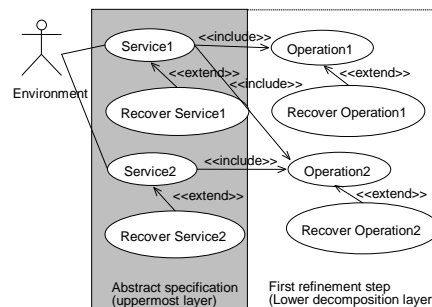 Service1
<<include>>
Operation1
<<extend>>
<<extend>>
<<include>>
Environment
Recover Service1
Recover Operation1
<<include>>
Service2
Operation2
<<extend>>
<<extend>>
Recover Service2
Recover Operation2
Abstract specification
(uppermost layer)
First refinement step
(Lower decomposition layer)